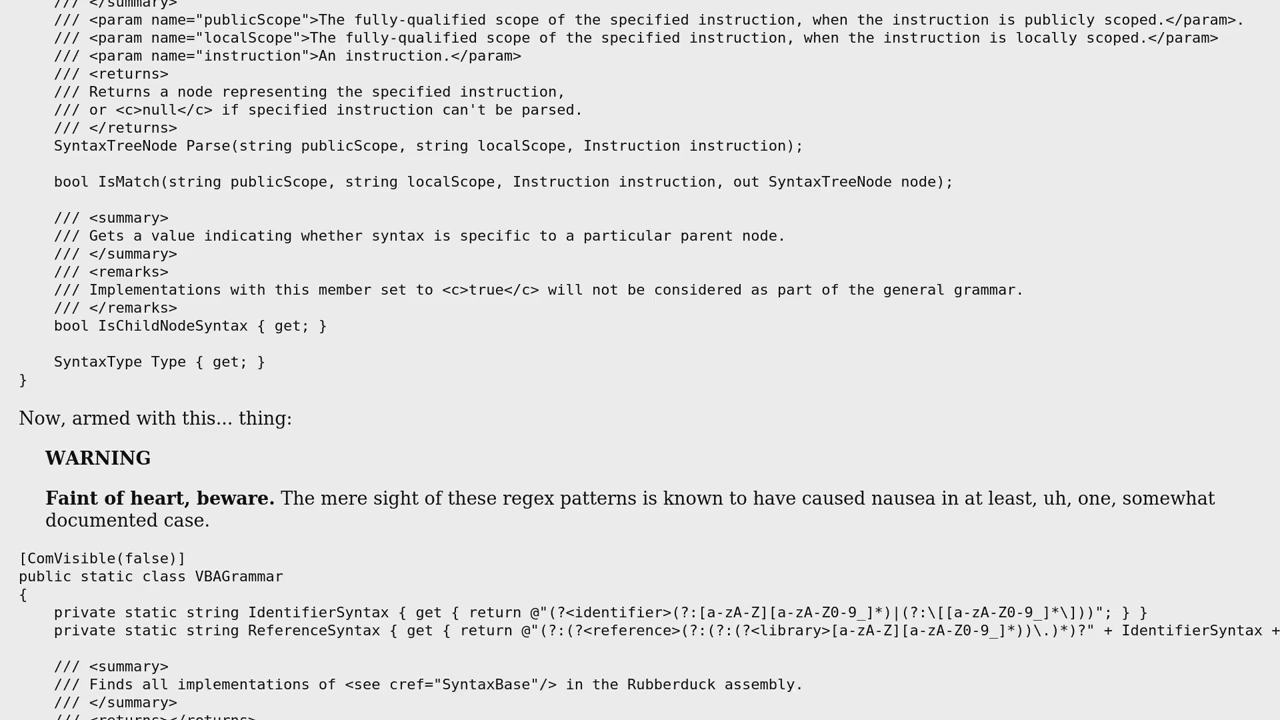 /// </summary>
/// <param name="publicScope">The fully-qualified scope of the specified instruction, when the instruction is publicly scoped.</param>.
/// <param name="localScope">The fully-qualified scope of the specified instruction, when the instruction is locally scoped.</param>
/// <param name="instruction">An instruction.</param>
/// <returns>
/// Returns a node representing the specified instruction,
/// or <c>null</c> if specified instruction can't be parsed.
/// </returns>
SyntaxTreeNode Parse(string publicScope, string localScope, Instruction instruction);
bool IsMatch(string publicScope, string localScope, Instruction instruction, out SyntaxTreeNode node);
/// <summary>
/// Gets a value indicating whether syntax is specific to a particular parent node.
/// </summary>
/// <remarks>
/// Implementations with this member set to <c>true</c> will not be considered as part of the general grammar.
/// </remarks>
bool IsChildNodeSyntax { get; }
SyntaxType Type { get; }
}
Now, armed with this... thing:
WARNING
Faint of heart, beware. The mere sight of these regex patterns is known to have caused nausea in at least, uh, one, somewhat
documented case.
[ComVisible(false)]
public static class VBAGrammar
{
private static string IdentifierSyntax { get { return @"(?<identifier>(?:[a-zA-Z][a-zA-Z0-9_]*)|(?:\[[a-zA-Z0-9_]*\]))"; } }
private static string ReferenceSyntax { get { return @"(?:(?<reference>(?:(?:(?<library>[a-zA-Z][a-zA-Z0-9_]*))\.)*)?" + IdentifierSyntax +
/// <summary>
/// Finds all implementations of <see cref="SyntaxBase"/> in the Rubberduck assembly.
/// </summary>
/// <returns></returns>